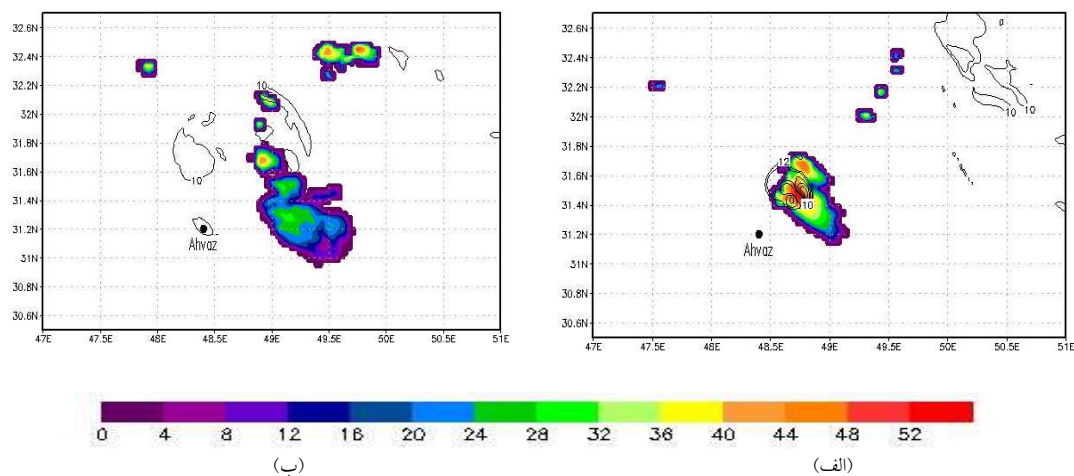 32.6N
32.4N
32.2N
32N
31.8N
31.6N
31.4N
31.2N
31N
30.8N
30.6N
10
10
10
Ahvaz
47E 47.5E 48E 48.5E 49E 49.5E 50E 50.5E 51E
32.6N
32.4N
32.2N
32N
31.8N
31.6N
31.4N
31.2N
31N
30.8N
30.6N
10
10
10
12
10
10
Ahvaz
47E 47.5E 48E 48.5E 49E 49.5E 50E 50.5E 51E
0 4 8 12 16 20 24 28 32 36 40 44 48 52
(ب) (الف)